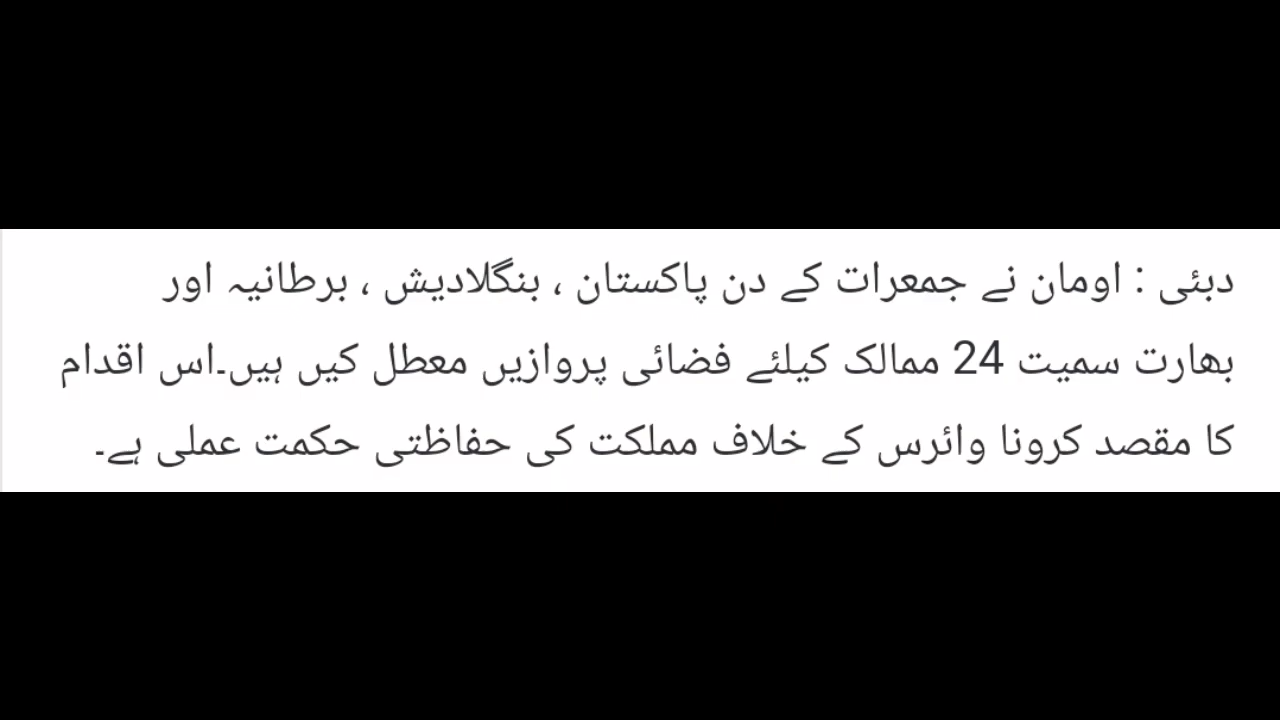 دبئی : اومان نے جمعرات کے دن پاکستان ، بنگلادیش ، برطانیہ اور
بھارت سمیت 24 ممالک کیلئے فضائی پروازیں معطل کیں ہیں۔اس اقدام
کا مقصد کرونا وائرس کے خلاف مملکت کی حفاظتی حکمت عملی ہے۔